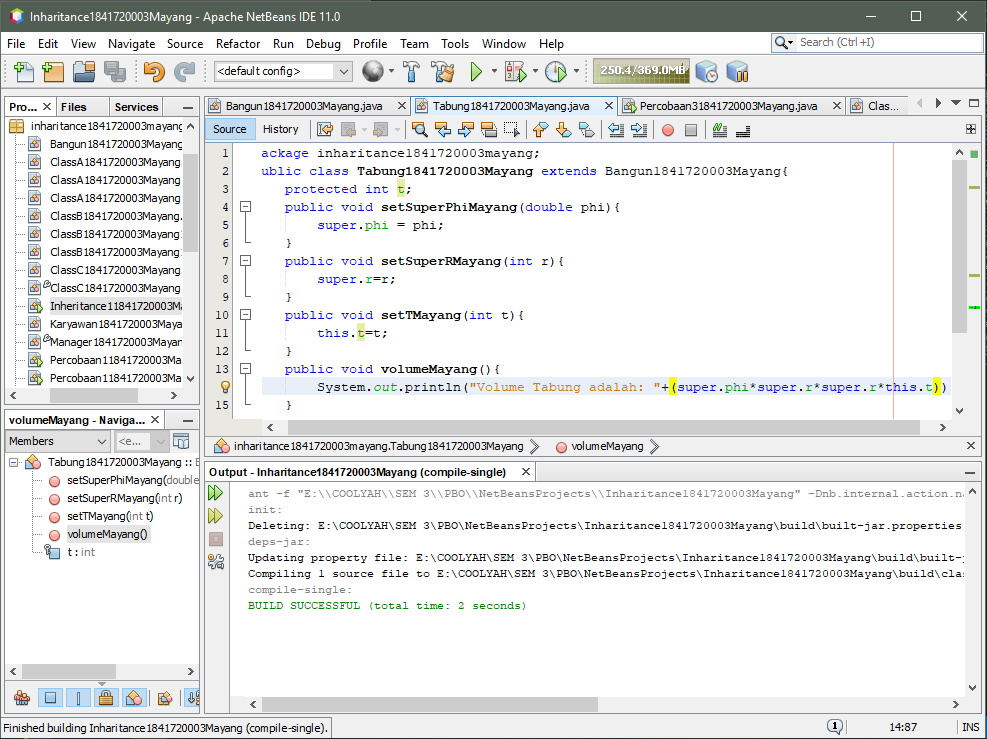 Inharitance1841720003Mayang - Apache NetBeans IDE 11.0
File Edit View Navigate Source Refactor Run Debug Profile Team Tools Window Help
Search (Ctrl+I)
<default config>
250.4/369.0MB
Pro... Files Services
inharitance1841720003mayang
Bangun1841720003Mayang
ClassA1841720003Mayang
ClassA1841720003Mayang
ClassA1841720003Mayang
ClassB1841720003Mayang.
ClassB1841720003Mayang
ClassB1841720003Mayang
ClassC1841720003Mayang.
ClassC1841720003Mayang
Inheritance11841720003M
Karyawan1841720003Maya
Manager1841720003Mayang
Percobaan11841720003Ma
Percobaan11841720003Ma
Bangun1841720003Mayang.java Tabung1841720003Mayang.java Percobaan31841720003Mayang.java Clas...
Source History
1 ackage inharitance1841720003mayang;
2 ublic class Tabung1841720003Mayang extends Bangun1841720003Mayang{
3 protected int t;
4 public void setSuperPhiMayang(double phi){
5 super.phi = phi;
6 }
7 public void setSuperRMayang(int r){
8 super.r=r;
9 }
10 public void setTMayang(int t){
11 this.t=t;
12 }
13 public void volumeMayang(){
System.out.println("Volume Tabung adalah: "+(super.phi*super.r*super.r*this.t))
15 }
inharitance1841720003mayang.Tabung1841720003Mayang volumeMayang
volumeMayang - Naviga...
Members <e...
Tabung1841720003Mayang ::
setSuperPhiMayang(double
setSuperRMayang(int r)
setTMayang(int t)
volumeMayang()
t : int
Output - Inharitance1841720003Mayang (compile-single)
ant -f "E:\\COOLYAH\\SEM 3\\PBO\\NetBeansProjects\\Inharitance1841720003Mayang" -Dnb.internal.action.na
init:
Deleting: E:\COOLYAH\SEM 3\PBO\NetBeansProjects\Inharitance1841720003Mayang\build\built-jar.properties
deps-jar:
Updating property file: E:\COOLYAH\SEM 3\PBO\NetBeansProjects\Inharitance1841720003Mayang\build\built-j
Compiling 1 source file to E:\COOLYAH\SEM 3\PBO\NetBeansProjects\Inharitance1841720003Mayang\build\clas
compile-single:
BUILD SUCCESSFUL (total time: 2 seconds)
Finished building Inharitance1841720003Mayang (compile-single).
1 14:87 INS